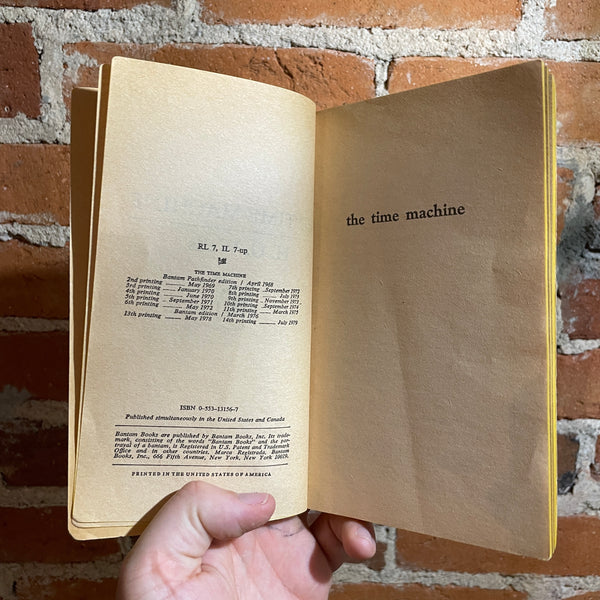 RL 7, IL 7-up
THE TIME MACHINE
Bantam Pathfinder edition / April 1968
2nd printing ...... May 1969 7th printing ..September 1972
3rd printing ...... January 1970 8th printing ...... July 1973
4th printing ...... June 1970 9th printing ..November 1973
5th printing ...... September 1971 10th printing ..September 1974
6th printing ...... May 1972 11th printing ...... March 1975
Bantam edition / March 1976
13th printing ...... May 1978 14th printing ...... July 1979
ISBN 0-553-13156-7
Published simultaneously in the United States and Canada
Bantam Books are published by Bantam Books, Inc. Its trade-
mark, consisting of the words "Bantam Books" and the por-
trayal of a bantam, is Registered in U.S. Patent and Trademark
Office and in other countries. Marca Registrada. Bantam
Books, Inc., 666 Fifth Avenue, New York, New York 10019.
PRINTED IN THE UNITED STATES OF AMERICA
the time machine